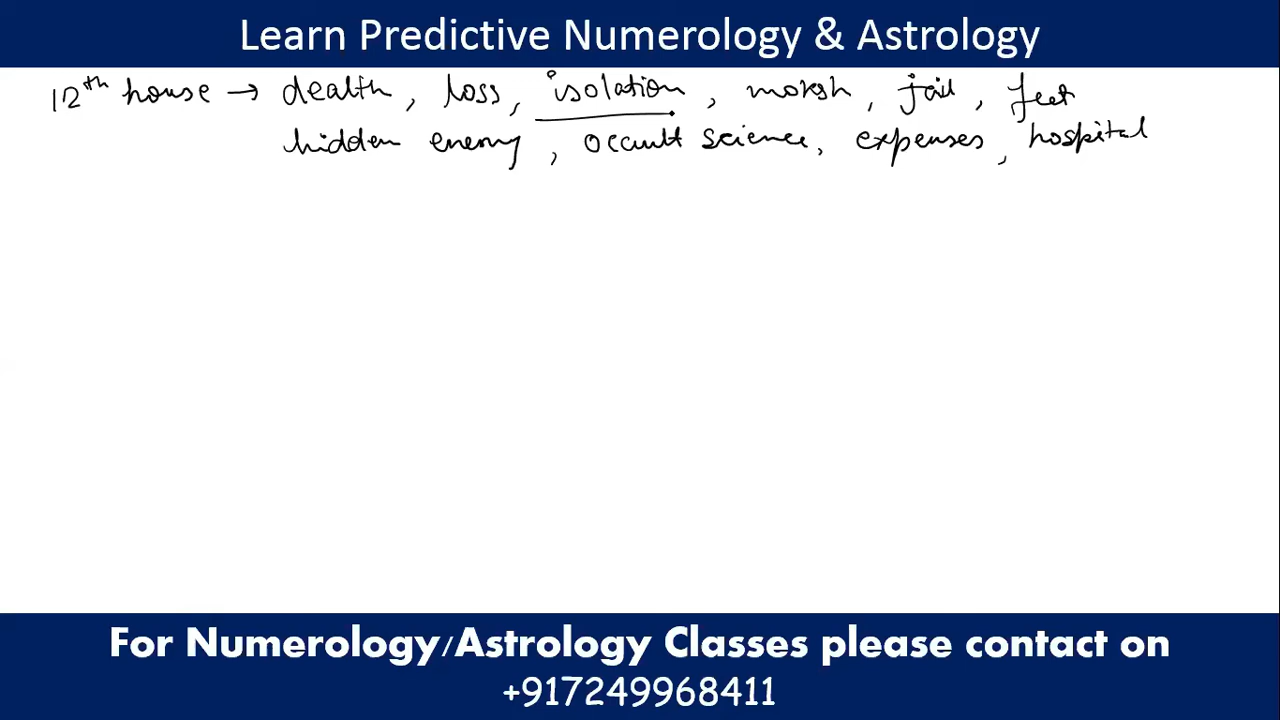 Learn Predictive Numerology & Astrology
12th house → dealth, loss, isolation, moksh, jail, feet
hidden enemy, occult science, expenses, hospital
For Numerology/Astrology Classes please contact on
+917249968411